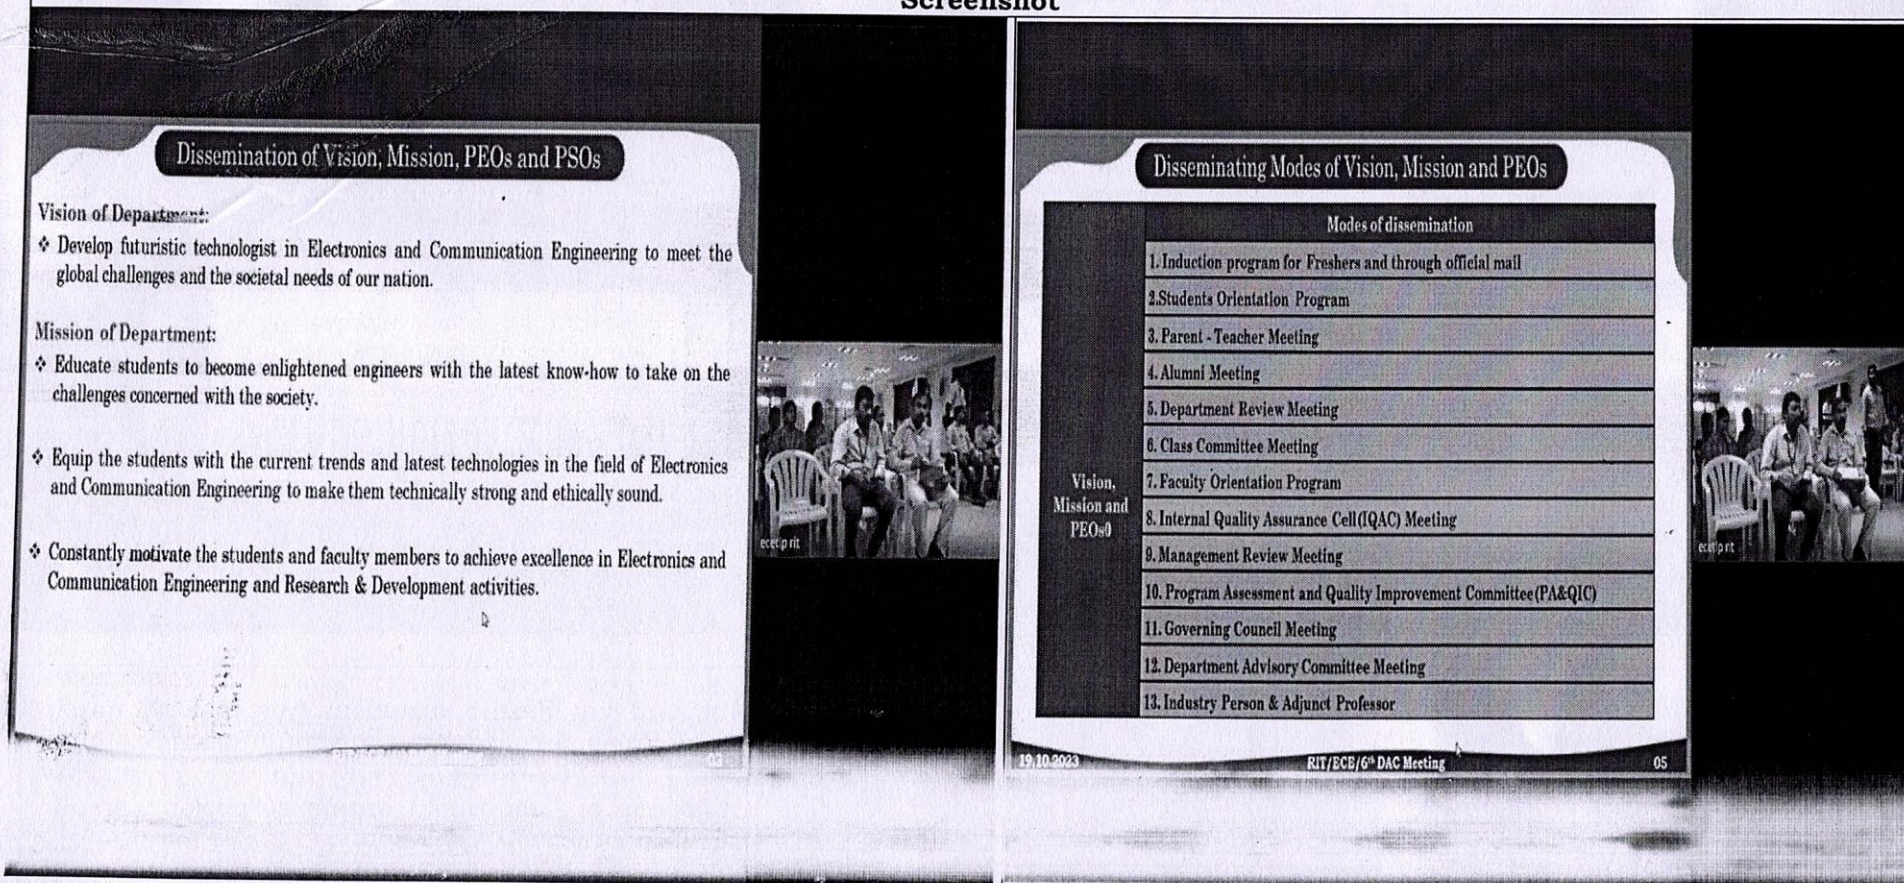 Screenshot
Dissemination of Vision, Mission, PEOs and PSOs
Vision of Department:
❖ Develop futuristic technologist in Electronics and Communication Engineering to meet the
global challenges and the societal needs of our nation.
Mission of Department:
❖ Educate students to become enlightened engineers with the latest know-how to take on the
challenges concerned with the society.
❖ Equip the students with the current trends and latest technologies in the field of Electronics
and Communication Engineering to make them technically strong and ethically sound.
❖ Constantly motivate the students and faculty members to achieve excellence in Electronics and
Communication Engineering and Research & Development activities.
ecetp rit
Disseminating Modes of Vision, Mission and PEOs
Modes of dissemination
Vision,
Mission and
PEOs0
1. Induction program for Freshers and through official mail
2.Students Orientation Program
3. Parent - Teacher Meeting
4. Alumni Meeting
5. Department Review Meeting
6. Class Committee Meeting
7. Faculty Orientation Program
8. Internal Quality Assurance Cell(IQAC) Meeting
9. Management Review Meeting
10. Program Assessment and Quality Improvement Committee(PA&QIC)
11. Governing Council Meeting
12. Department Advisory Committee Meeting
13. Industry Person & Adjunct Professor
19.10.2023
RIT/ECE/6th DAC Meeting
05
ecetp rit